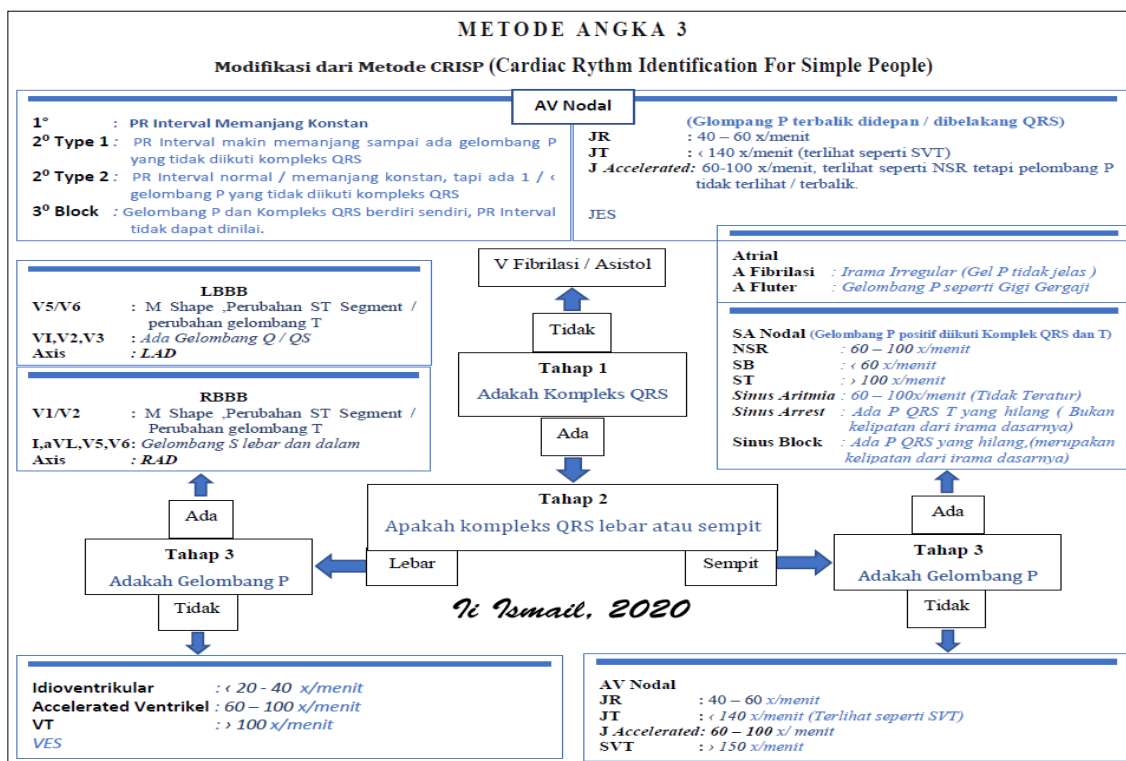 METODE ANGKA 3
Modifikasi dari Metode CRISP (Cardiac Rythm Identification For Simple People)
AV Nodal
1° : PR Interval Memanjang Konstan
2⁰ Type 1 : PR Interval makin memanjang sampai ada gelombang P
yang tidak diikuti kompleks QRS
2⁰ Type 2 : PR Interval normal / memanjang konstan, tapi ada 1 / ‹
gelombang P yang tidak diikuti kompleks QRS
3⁰ Block : Gelombang P dan Kompleks QRS berdiri sendiri, PR Interval
tidak dapat dinilai.
(Glompang P terbalik didepan / dibelakang QRS)
JR : 40 – 60 x/menit
JT : ‹ 140 x/menit (terlihat seperti SVT)
J Accelerated: 60-100 x/menit, terlihat seperti NSR tetapi pelombang P
tidak terlihat / terbalik.
JES
LBBB
V5/V6 : M Shape ,Perubahan ST Segment /
perubahan gelombang T
VI,V2,V3 : Ada Gelombang Q / QS
Axis : LAD
RBBB
V1/V2 : M Shape ,Perubahan ST Segment /
Perubahan gelombang T
I,aVL,V5,V6: Gelombang S lebar dan dalam
Axis : RAD
V Fibrilasi / Asistol
Tidak
Tahap 1
Adakah Kompleks QRS
Ada
Atrial
A Fibrilasi : Irama Irregular (Gel P tidak jelas )
A Fluter : Gelombang P seperti Gigi Gergaji
SA Nodal (Gelombang P positif diikuti Komplek QRS dan T)
NSR : 60 – 100 x/menit
SB : ‹ 60 x/menit
ST : › 100 x/menit
Sinus Aritmia : 60 – 100x/menit (Tidak Teratur)
Sinus Arrest : Ada P QRS T yang hilang ( Bukan
kelipatan dari irama dasarnya)
Sinus Block : Ada P QRS yang hilang,(merupakan
kelipatan dari irama dasarnya)
Tahap 2
Apakah kompleks QRS lebar atau sempit
Lebar
Sempit
Ada
Tahap 3
Adakah Gelombang P
Tidak
Ada
Tahap 3
Adakah Gelombang P
Tidak
Ii Ismail, 2020
Idioventrikular : ‹ 20 - 40 x/menit
Accelerated Ventrikel : 60 – 100 x/menit
VT : › 100 x/menit
VES
AV Nodal
JR : 40 – 60 x/menit
JT : ‹ 140 x/menit (Terlihat seperti SVT)
J Accelerated: 60 – 100 x/ menit
SVT : › 150 x/menit